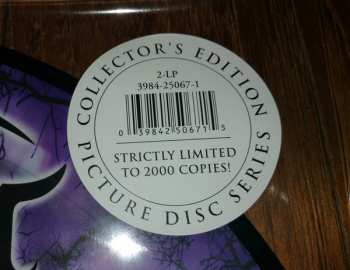 COLLECTOR'S EDITION
2-LP
3984-25067-1
0 39842 50671 5
STRICTLY LIMITED
TO 2000 COPIES!
PICTURE DISC SERIES